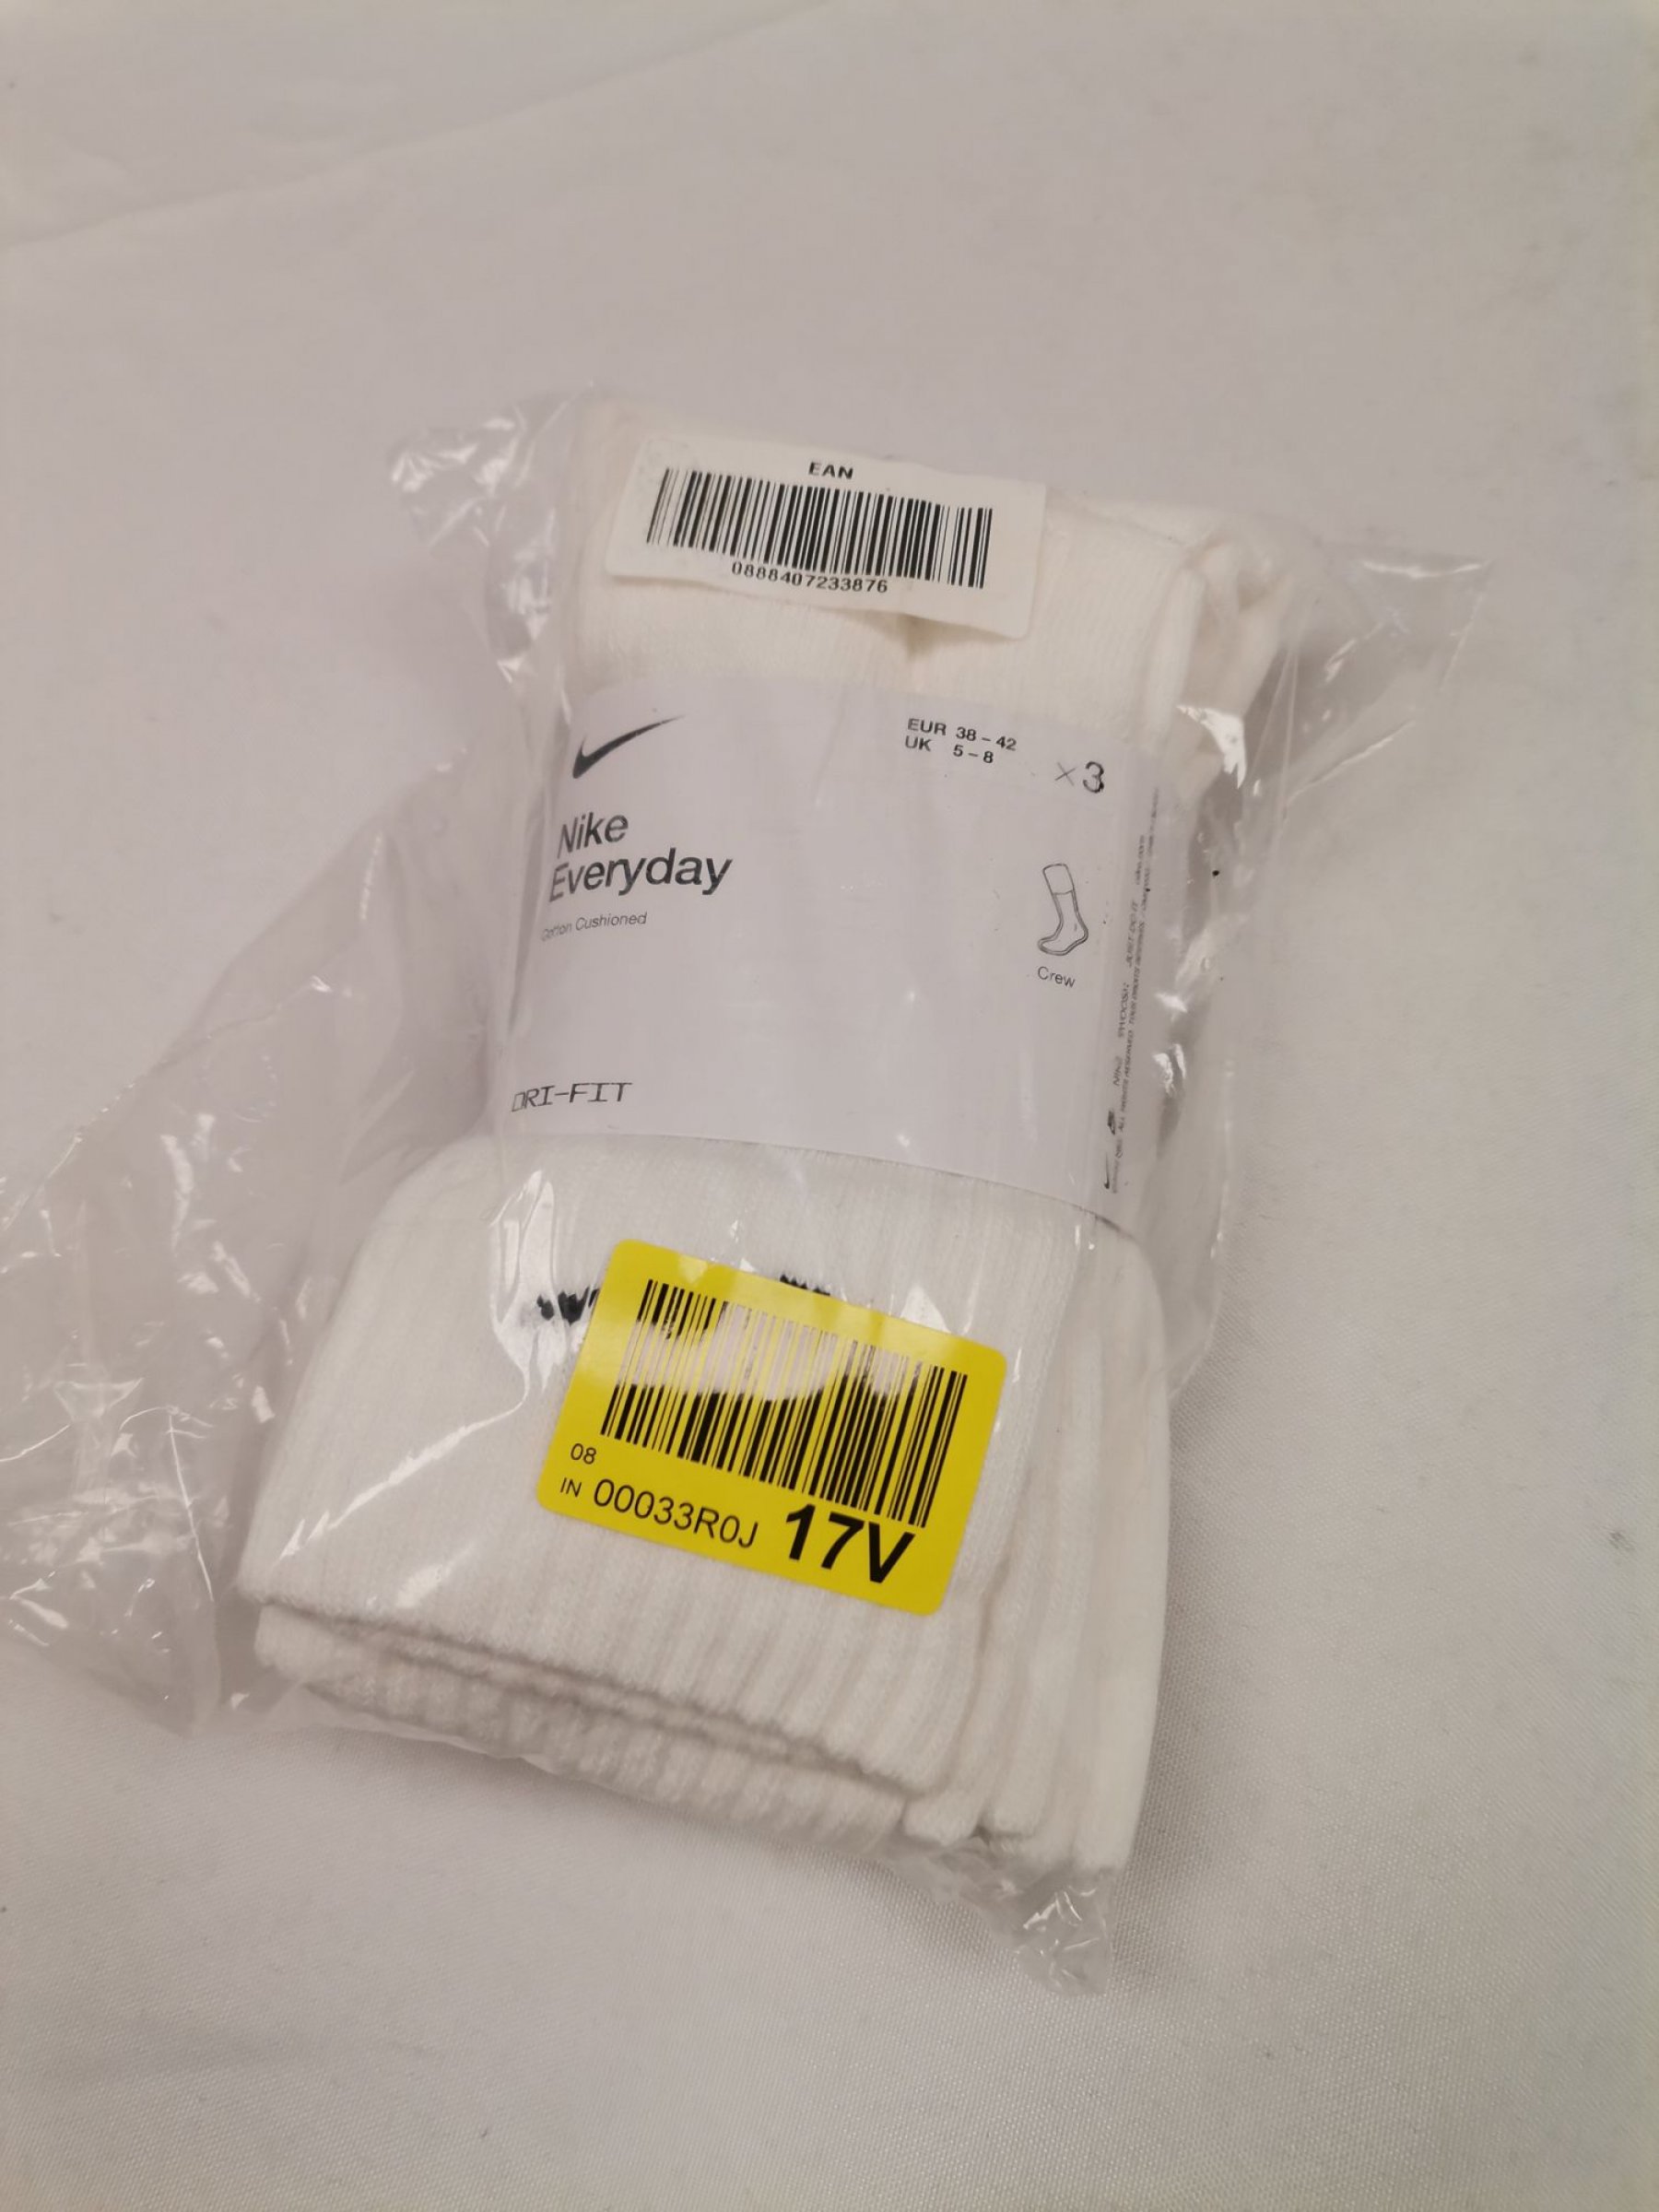 EAN
0888407233876
EUR 38-42
UK 5-8
×3
Nike
Everyday
Cotton Cushioned
Crew
DRI-FIT
08
IN 00033R0J 17V